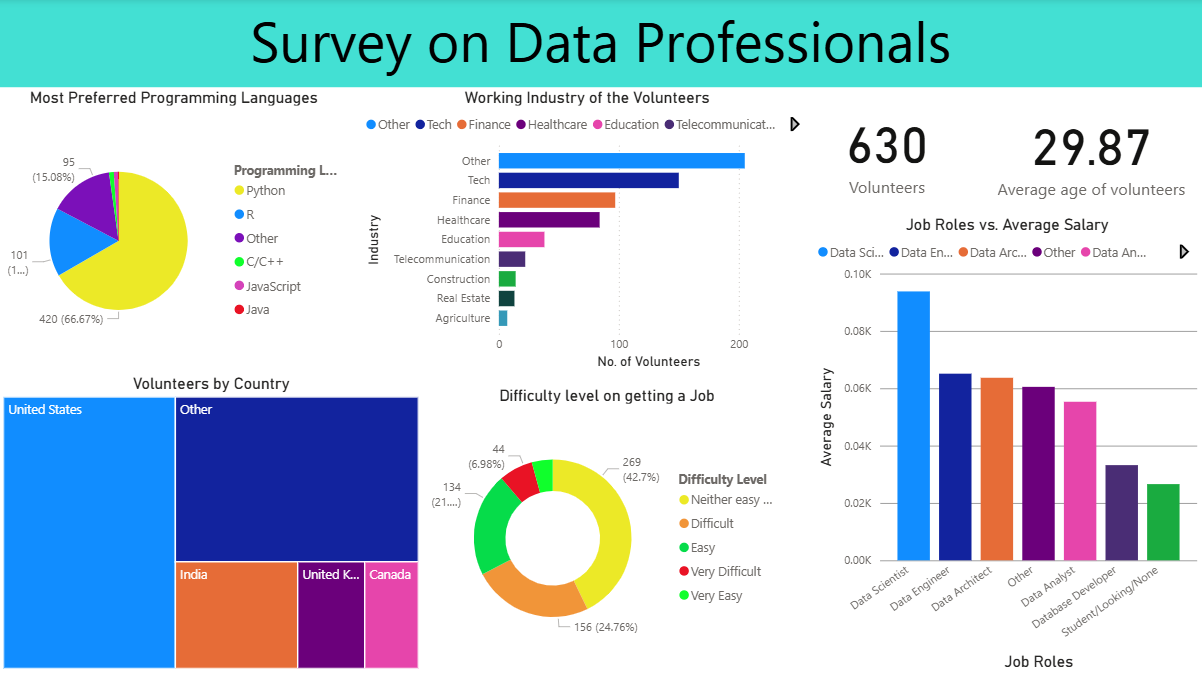 Survey on Data Professionals
Most Preferred Programming Languages
95
(15.08%)
101
(1...)
420 (66.67%)
Programming L...
Python
R
Other
C/C++
JavaScript
Java
Working Industry of the Volunteers
Other Tech Finance Healthcare Education Telecommunicat...
Industry
Other
Tech
Finance
Healthcare
Education
Telecommunication
Construction
Real Estate
Agriculture
0 100 200
No. of Volunteers
630
Volunteers
29.87
Average age of volunteers
Job Roles vs. Average Salary
Data Sci... Data En... Data Arc... Other Data An...
Average Salary
0.10K
0.08K
0.06K
0.04K
0.02K
0.00K
Data Scientist
Data Engineer
Data Architect
Other
Data Analyst
Database Developer
Student/Looking/None
Job Roles
Volunteers by Country
United States
Other
India
United K...
Canada
Difficulty level on getting a Job
44
(6.98%)
134
(21....)
269
(42.7%)
156 (24.76%)
Difficulty Level
Neither easy ...
Difficult
Easy
Very Difficult
Very Easy